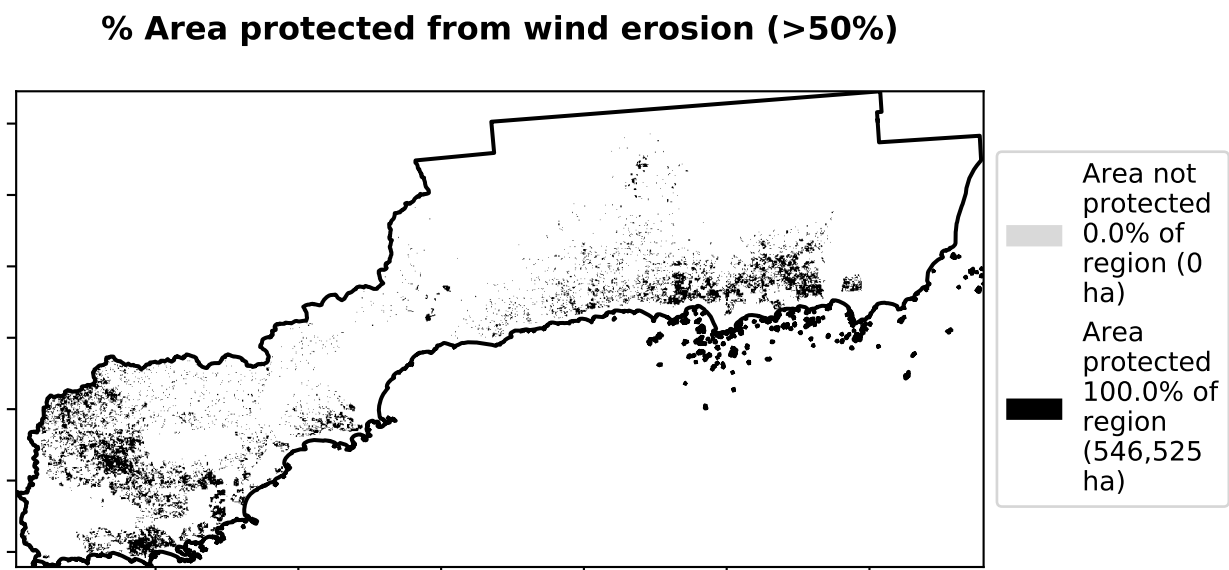 % Area protected from wind erosion (>50%)
Area not
protected
0.0% of
region (0
ha)
Area
protected
100.0% of
region
(546,525
ha)